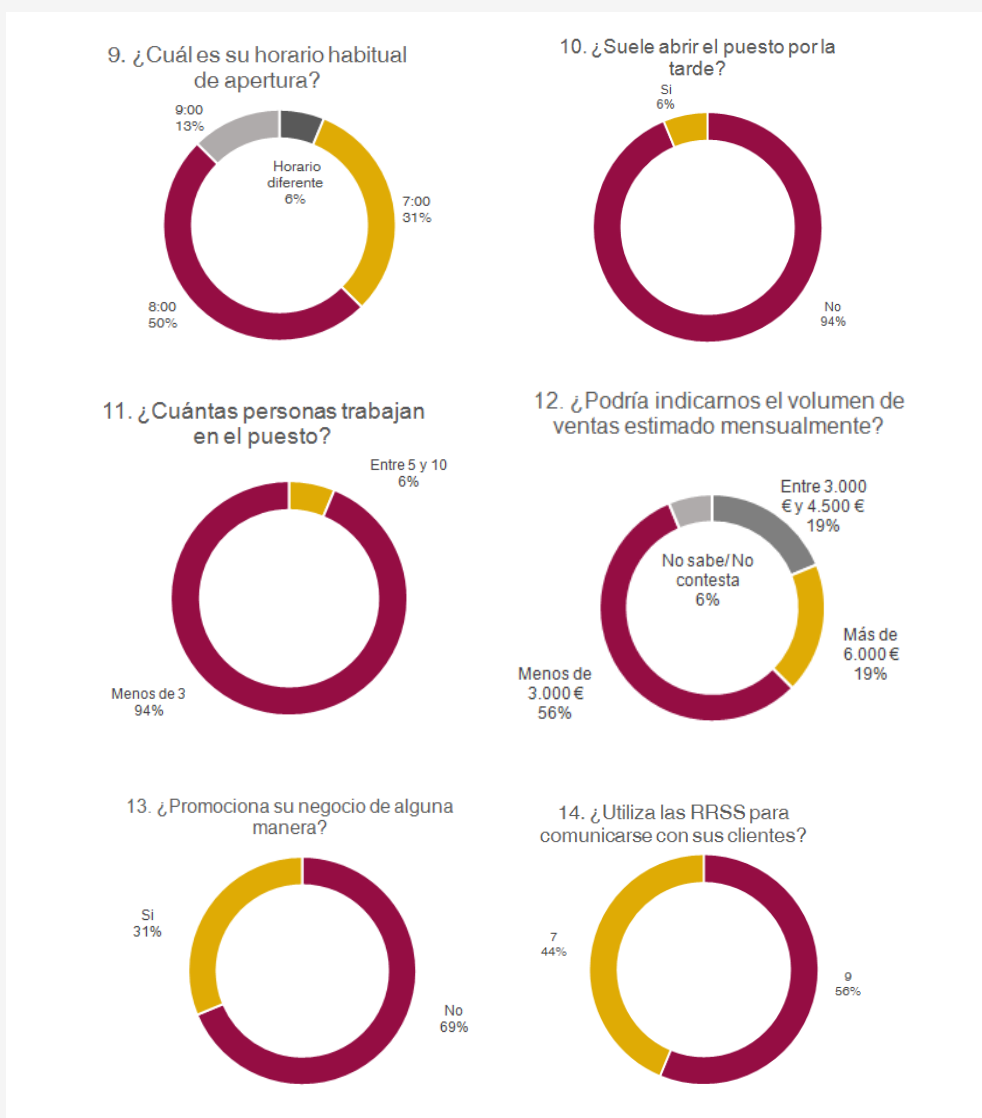 9. ¿Cuál es su horario habitual
de apertura?
9:00
13%
Horario
diferente
6%
7:00
31%
8:00
50%
10. ¿Suele abrir el puesto por la
tarde?
Si
6%
No
94%
11. ¿Cuántas personas trabajan
en el puesto?
Entre 5 y 10
6%
Menos de 3
94%
12. ¿Podría indicarnos el volumen de
ventas estimado mensualmente?
Entre 3.000
€ y 4.500 €
19%
No sabe/No
contesta
6%
Más de
6.000 €
19%
Menos de
3.000 €
56%
13. ¿Promociona su negocio de alguna
manera?
Si
31%
No
69%
14. ¿Utiliza las RRSS para
comunicarse con sus clientes?
7
44%
9
56%